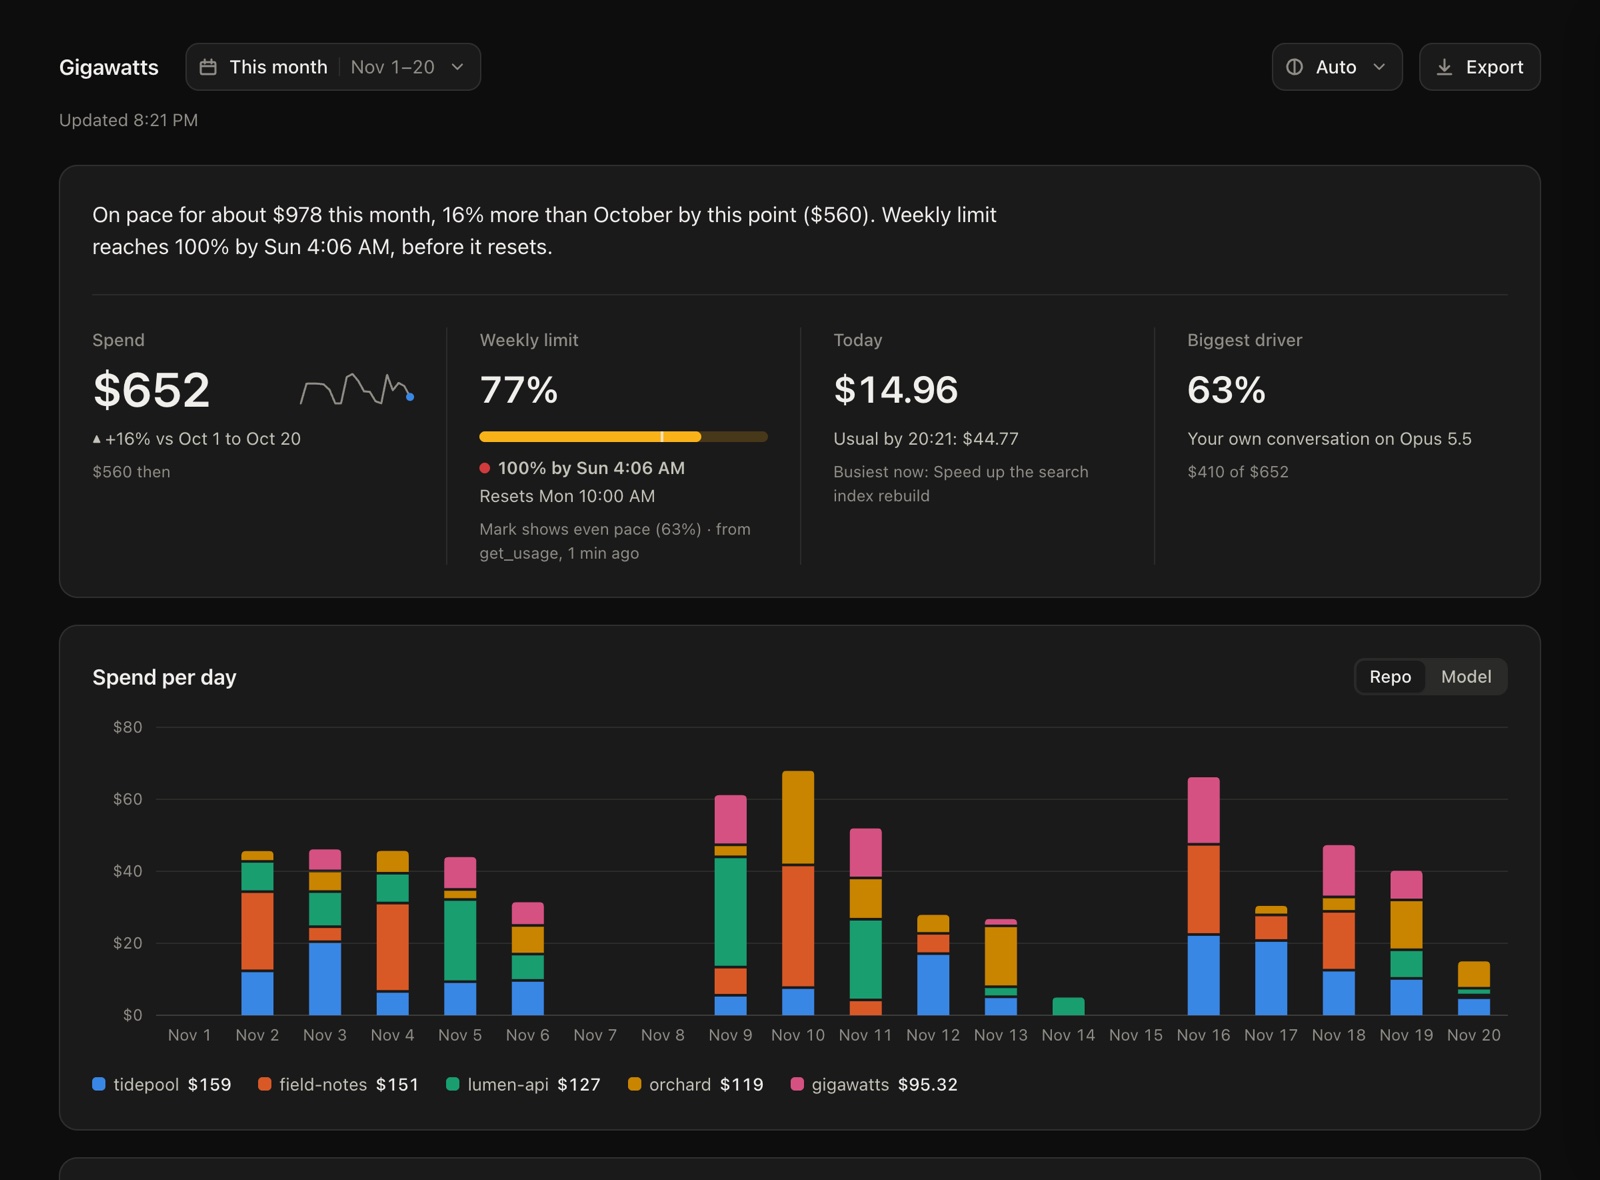 Gigawatts
This month Nov 1–20
Auto
Export
Updated 8:21 PM
On pace for about $978 this month, 16% more than October by this point ($560). Weekly limit
reaches 100% by Sun 4:06 AM, before it resets.
Spend
$652
▲ +16% vs Oct 1 to Oct 20
$560 then
Weekly limit
77%
100% by Sun 4:06 AM
Resets Mon 10:00 AM
Mark shows even pace (63%) · from
get_usage, 1 min ago
Today
$14.96
Usual by 20:21: $44.77
Busiest now: Speed up the search
index rebuild
Biggest driver
63%
Your own conversation on Opus 5.5
$410 of $652
Spend per day
Repo Model
$80
$60
$40
$20
$0
Nov 1 Nov 2 Nov 3 Nov 4 Nov 5 Nov 6 Nov 7 Nov 8 Nov 9 Nov 10 Nov 11 Nov 12 Nov 13 Nov 14 Nov 15 Nov 16 Nov 17 Nov 18 Nov 19 Nov 20
tidepool $159 field-notes $151 lumen-api $127 orchard $119 gigawatts $95.32